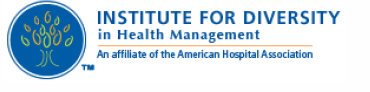 INSTITUTE FOR DIVERSITY
in Health Management
An affiliate of the American Hospital Association
TM